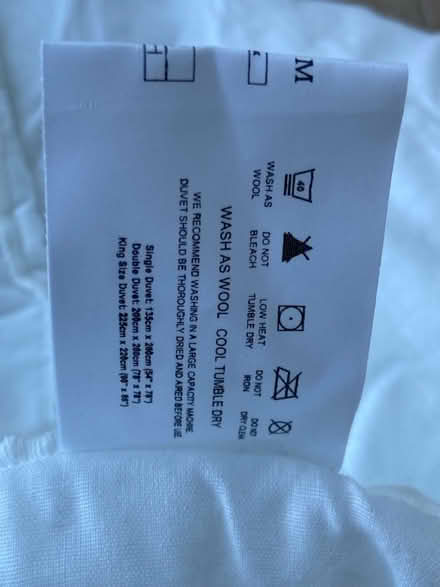 M
40
WASH AS
WOOL
DO NOT
BLEACH
LOW HEAT
TUMBLE DRY
DO NOT
IRON
DO NOT
DRY CLEAN
WASH AS WOOL COOL TUMBLE DRY
WE RECOMMEND WASHING IN A LARGE CAPACITY MACHINE.
DUVET SHOULD BE THOROUGHLY DRIED AND AIRED BEFORE USE.
Single Duvet: 135cm x 200cm (54" x 78")
Double Duvet: 200cm x 200cm (78" x 78")
King Size Duvet: 225cm x 220cm (90" x 86")